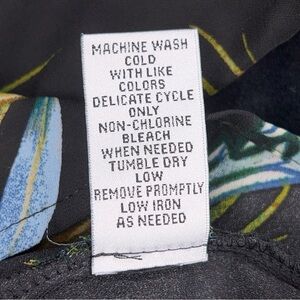 MACHINE WASH
COLD
WITH LIKE
COLORS
DELICATE CYCLE
ONLY
NON-CHLORINE
BLEACH
WHEN NEEDED
TUMBLE DRY
LOW
REMOVE PROMPTLY
LOW IRON
AS NEEDED